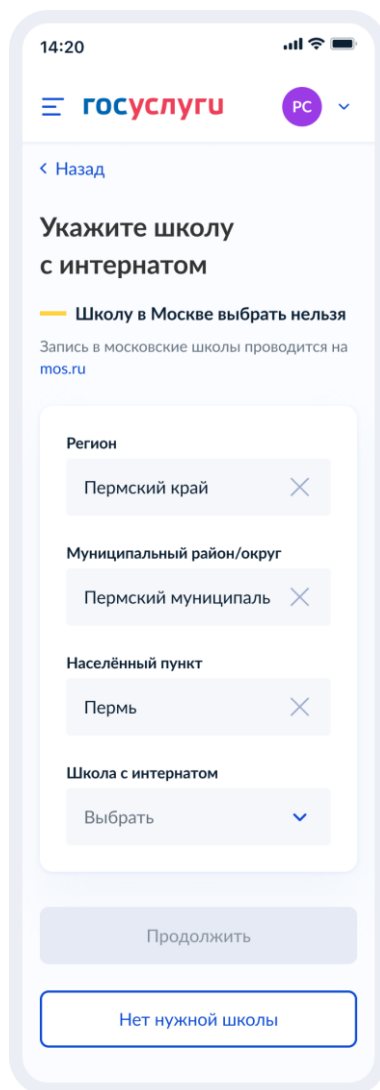 14:20
госуслуги
РС
Назад
Укажите школу
с интернатом
Школу в Москве выбрать нельзя
Запись в московские школы проводится на
mos.ru
Регион
Пермский край
Муниципальный район/округ
Пермский муниципаль
Населённый пункт
Пермь
Школа с интернатом
Выбрать
Продолжить
Нет нужной школы